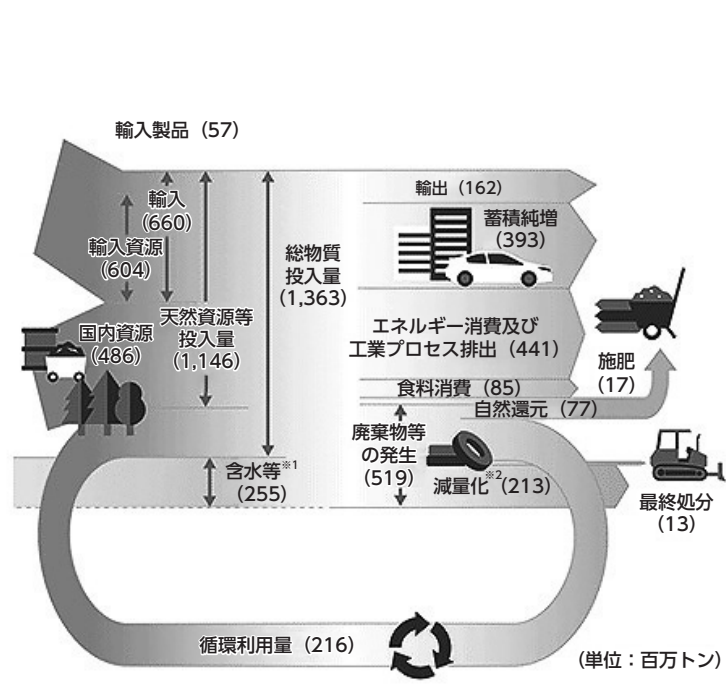 輸入製品(57)
輸入
(660)
輸入資源
(604)
国内資源
(486)
天然資源等
投入量
(1,146)
総物質
投入量
(1,363)
輸出(162)
蓄積純増
(393)
エネルギー消費及び
工業プロセス排出(441)
食料消費(85)
自然還元(77)
施肥
(17)
廃棄物等
の発生
(519)
含水等※1
(255)
減量化※2(213)
最終処分
(13)
循環利用量(216)
(単位:百万トン)